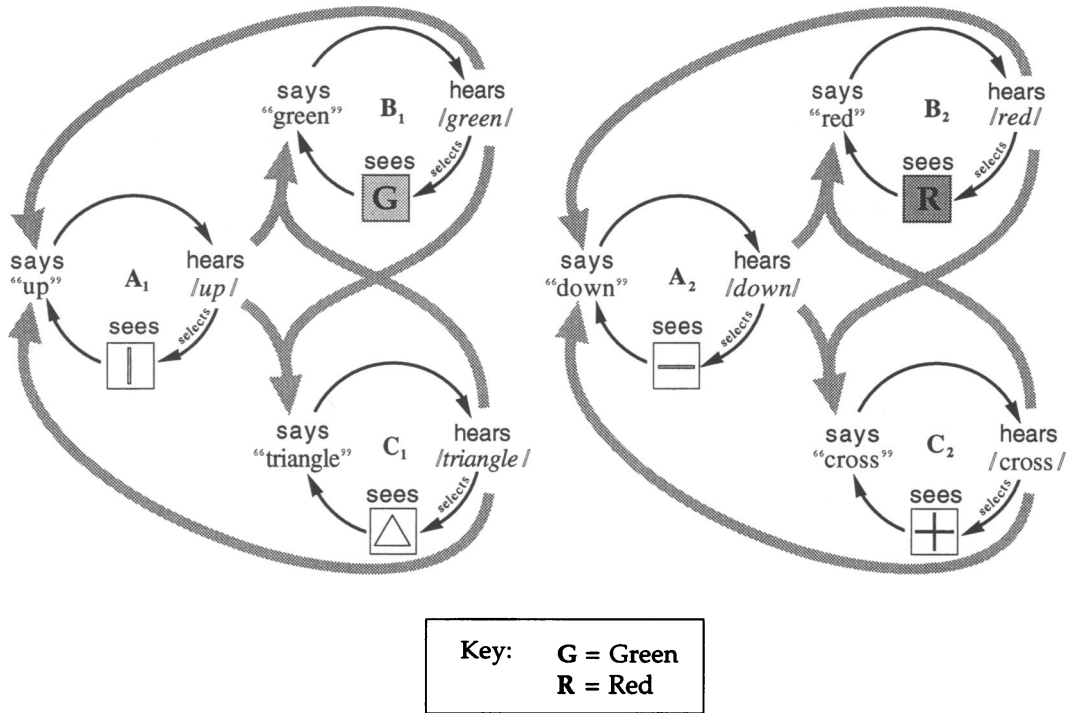 says
“green”
B1
hears
/green/
sees
selects
G
says
“up”
A1
hears
/up/
sees
selects
says
“triangle”
C1
hears
/triangle/
sees
selects
says
“red”
B2
hears
/red/
sees
selects
R
says
“down”
A2
hears
/down/
sees
selects
says
“cross”
C2
hears
/cross/
sees
selects
Key: G = Green
R = Red